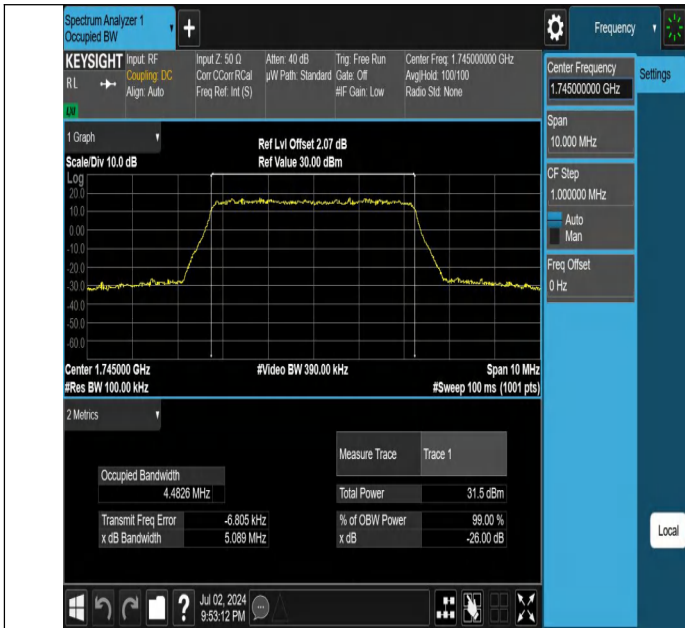 Spectrum Analyzer 1
Occupied BW
Frequency
KEYSIGHT
RL
LXI
Input: RF
Coupling: DC
Align: Auto
Input Z: 50 Ω
Corr CCorr RCal
Freq Ref: Int (S)
Atten: 40 dB
µW Path: Standard
Trig: Free Run
Gate: Off
#IF Gain: Low
Center Freq: 1.745000000 GHz
Avg|Hold: 100/100
Radio Std: None
Center Frequency
1.745000000 GHz
Settings
Span
10.000 MHz
CF Step
1.000000 MHz
Auto
Man
Freq Offset
0 Hz
1 Graph
Scale/Div 10.0 dB
Ref Lvl Offset 2.07 dB
Ref Value 30.00 dBm
Log
20.0
10.0
0.00
-10.0
-20.0
-30.0
-40.0
-50.0
-60.0
Center 1.745000 GHz
#Video BW 390.00 kHz
Span 10 MHz
#Res BW 100.00 kHz
#Sweep 100 ms (1001 pts)
2 Metrics
Measure Trace Trace 1
Occupied Bandwidth
4.4826 MHz
Total Power 31.5 dBm
Transmit Freq Error -6.805 kHz
% of OBW Power 99.00 %
x dB Bandwidth 5.089 MHz
x dB -26.00 dB
Local
Jul 02, 2024
9:53:12 PM